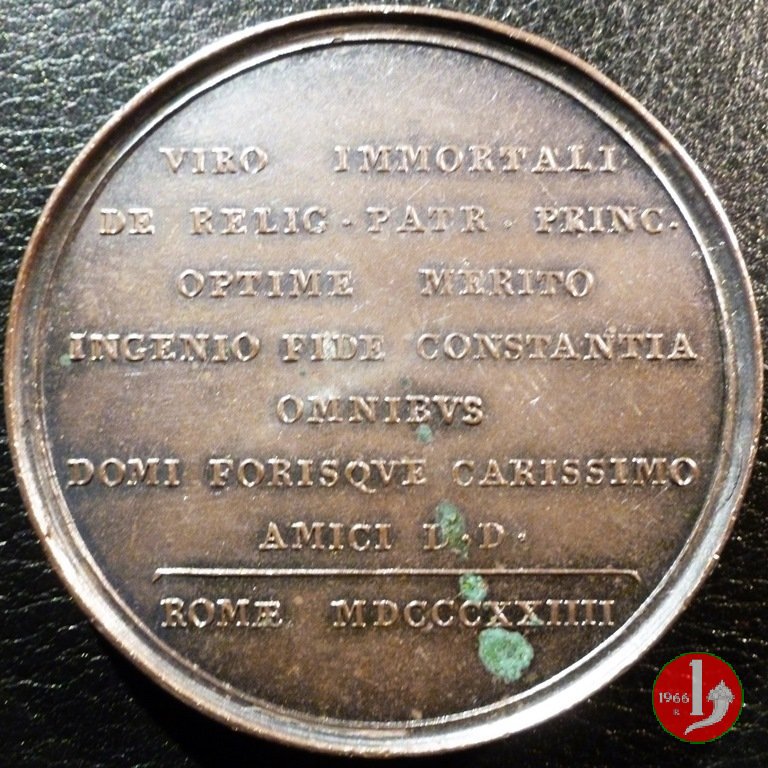 VIRO IMMORTALI
DE RELIG · PATR · PRINC ·
OPTIME MERITO
INGENIO FIDE CONSTANTIA
OMNIBVS
DOMI FORISQVE CARISSIMO
AMICI D · D ·
ROMÆ MDCCCXXIIII
1966
1
R